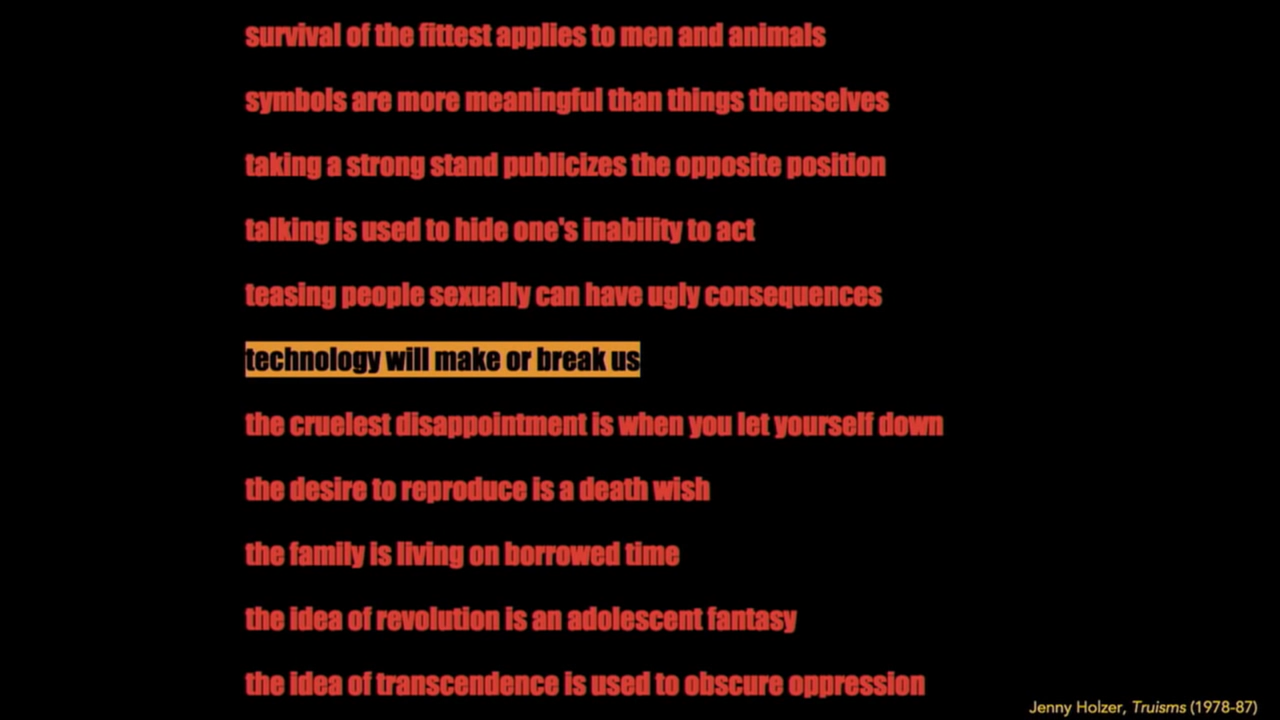 survival of the fittest applies to men and animals
symbols are more meaningful than things themselves
taking a strong stand publicizes the opposite position
talking is used to hide one's inability to act
teasing people sexually can have ugly consequences
technology will make or break us
the cruelest disappointment is when you let yourself down
the desire to reproduce is a death wish
the family is living on borrowed time
the idea of revolution is an adolescent fantasy
the idea of transcendence is used to obscure oppression
Jenny Holzer, Truisms (1978-87)